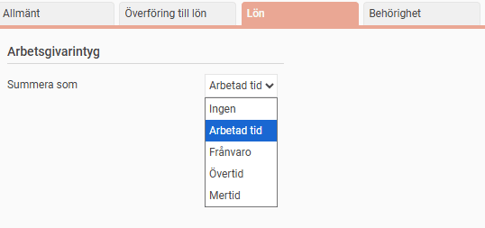 Allmänt
Överföring till lön
Lön
Behörighet
Arbetsgivarintyg
Summera som
Arbetad tid
Ingen
Arbetad tid
Frånvaro
Övertid
Mertid